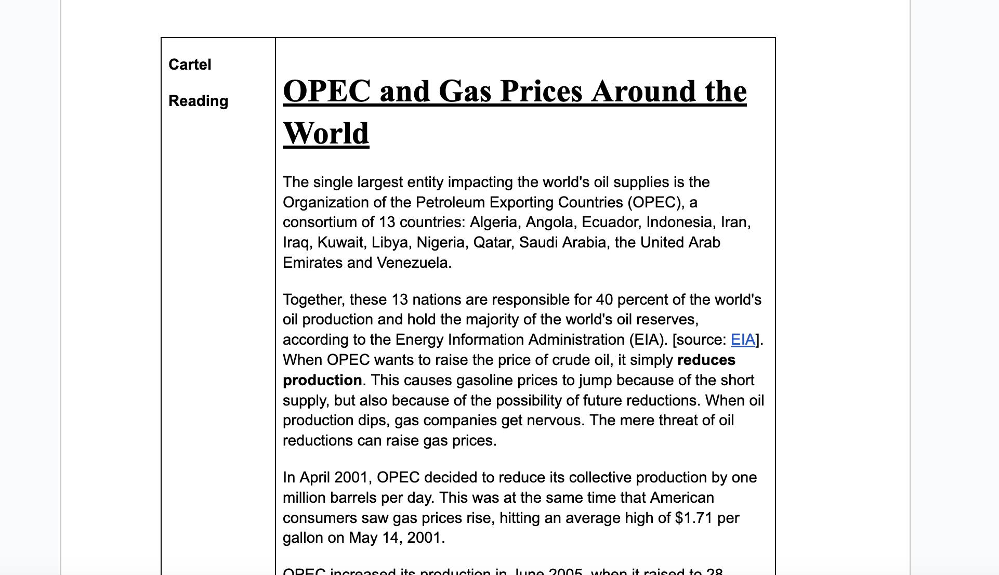 Cartel
Reading
OPEC and Gas Prices Around the
World
The single largest entity impacting the world's oil supplies is the
Organization of the Petroleum Exporting Countries (OPEC), a
consortium of 13 countries: Algeria, Angola, Ecuador, Indonesia, Iran,
Iraq, Kuwait, Libya, Nigeria, Qatar, Saudi Arabia, the United Arab
Emirates and Venezuela.
Together, these 13 nations are responsible for 40 percent of the world's
oil production and hold the majority of the world's oil reserves,
according to the Energy Information Administration (EIA). [source: EIA].
When OPEC wants to raise the price of crude oil, it simply reduces
production. This causes gasoline prices to jump because of the short
supply, but also because of the possibility of future reductions. When oil
production dips, gas companies get nervous. The mere threat of oil
reductions can raise gas prices.
In April 2001, OPEC decided to reduce its collective production by one
million barrels per day. This was at the same time that American
consumers saw gas prices rise, hitting an average high of $1.71 per
gallon on May 14, 2001.
OPEC increased its production in June 2005, when it raised to 28